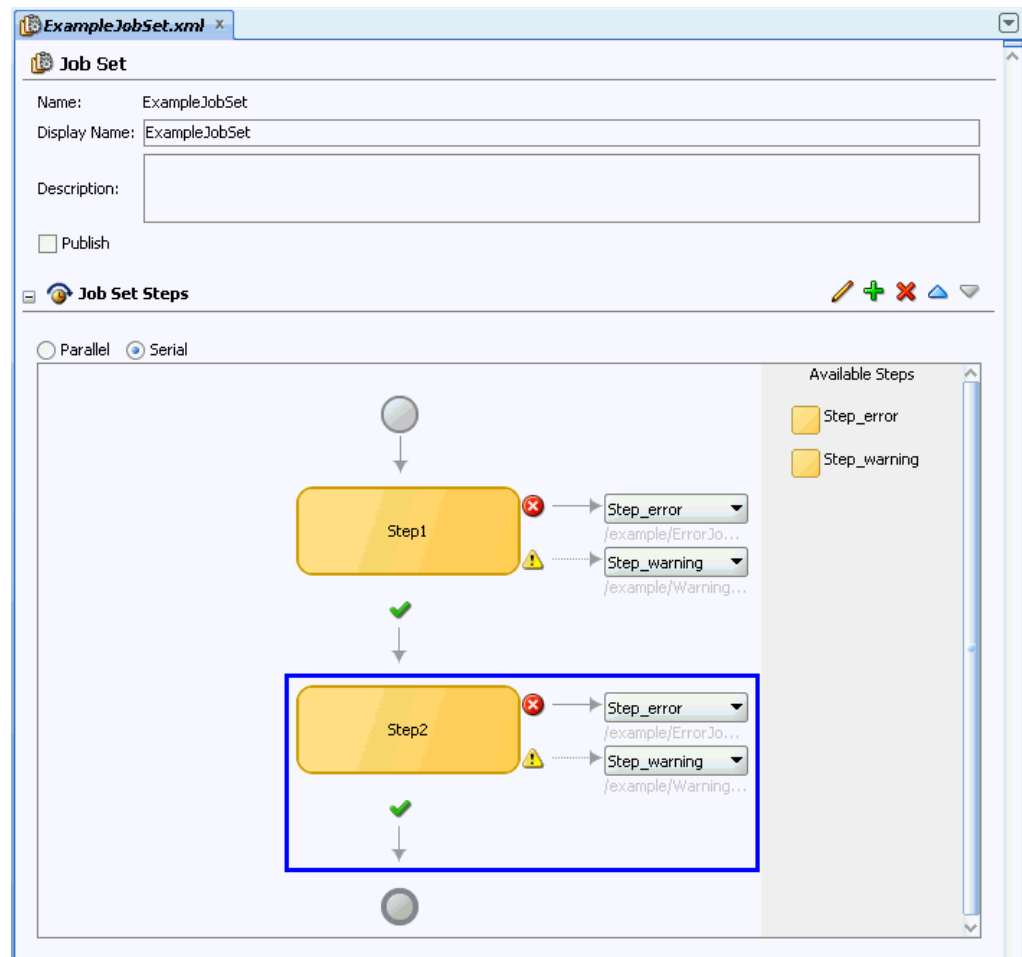 ExampleJobSet.xml x
Job Set
Name: ExampleJobSet
Display Name: ExampleJobSet
Description:
Publish
Job Set Steps
Parallel Serial
Available Steps
Step_error
Step_warning
Step1
Step_error
/example/ErrorJo...
Step_warning
/example/Warning...
Step2
Step_error
/example/ErrorJo...
Step_warning
/example/Warning...